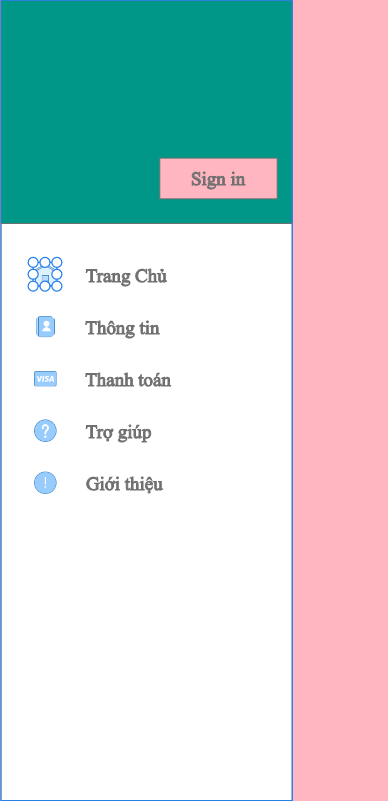 Sign in
Trang Chủ
Thông tin
VISA
Thanh toán
?
Trợ giúp
!
Giới thiệu